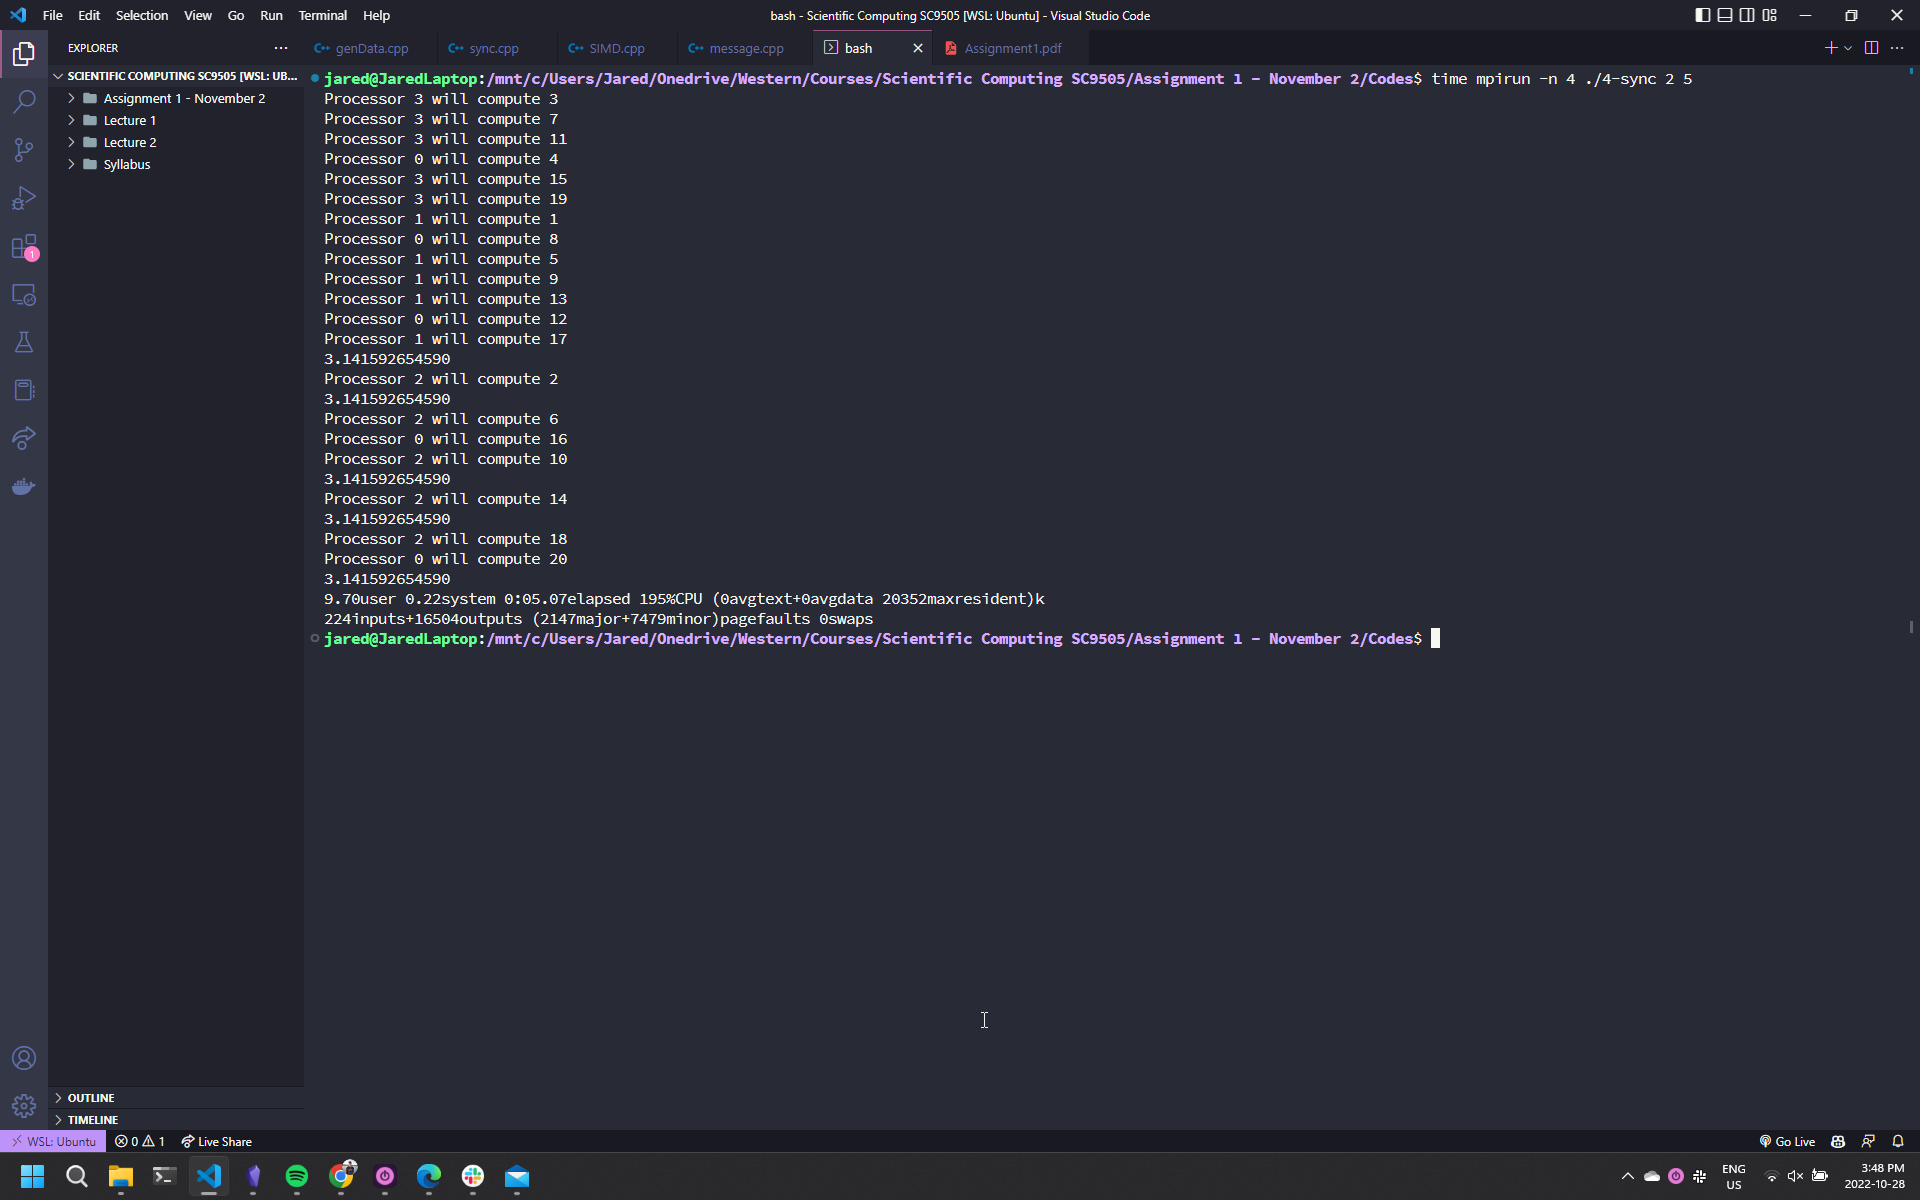 File Edit Selection View Go Run Terminal Help
bash - Scientific Computing SC9505 [WSL: Ubuntu] - Visual Studio Code
EXPLORER
SCIENTIFIC COMPUTING SC9505 [WSL: UB...
Assignment 1 - November 2
Lecture 1
Lecture 2
Syllabus
OUTLINE
TIMELINE
1
genData.cpp sync.cpp SIMD.cpp message.cpp bash Assignment1.pdf
jared@JaredLaptop:/mnt/c/Users/Jared/Onedrive/Western/Courses/Scientific Computing SC9505/Assignment 1 - November 2/Codes$ time mpirun -n 4 ./4-sync 2 5
Processor 3 will compute 3
Processor 3 will compute 7
Processor 3 will compute 11
Processor 0 will compute 4
Processor 3 will compute 15
Processor 3 will compute 19
Processor 1 will compute 1
Processor 0 will compute 8
Processor 1 will compute 5
Processor 1 will compute 9
Processor 1 will compute 13
Processor 0 will compute 12
Processor 1 will compute 17
3.141592654590
Processor 2 will compute 2
3.141592654590
Processor 2 will compute 6
Processor 0 will compute 16
Processor 2 will compute 10
3.141592654590
Processor 2 will compute 14
3.141592654590
Processor 2 will compute 18
Processor 0 will compute 20
3.141592654590
9.70user 0.22system 0:05.07elapsed 195%CPU (0avgtext+0avgdata 20352maxresident)k
224inputs+16504outputs (2147major+7479minor)pagefaults 0swaps
jared@JaredLaptop:/mnt/c/Users/Jared/Onedrive/Western/Courses/Scientific Computing SC9505/Assignment 1 - November 2/Codes$
WSL: Ubuntu 0 1 Live Share
Go Live
ENG
US
3:48 PM
2022-10-28